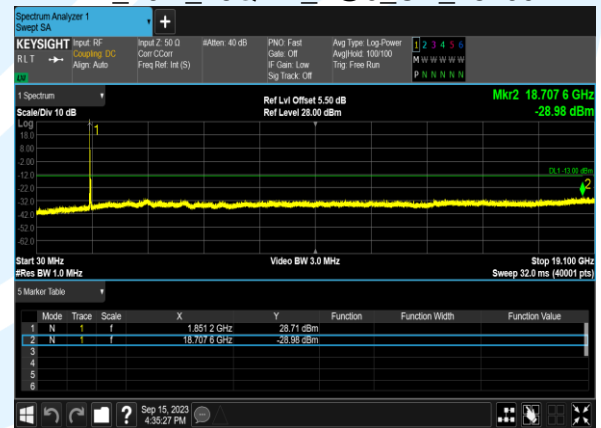 Spectrum Analyzer 1
Swept SA
KEYSIGHT Input: RF Input Z: 50 Ω #Atten: 40 dB PNO: Fast Avg Type: Log-Power 1 2 3 4 5 6
RLT Coupling: DC Corr CCorr Gate: Off Avg|Hold: 100/100 M W W W W W
Align: Auto Freq Ref: Int (S) IF Gain: Low Trig: Free Run P N N N N N
LXI Sig Track: Off
1 Spectrum Ref Lvl Offset 5.50 dB Mkr2 18.707 6 GHz
Scale/Div 10 dB Ref Level 28.00 dBm -28.98 dBm
Log 1
18.0
8.00
-2.00
-12.0 DL1 -13.00 dBm
-22.0 2
-32.0
-42.0
-52.0
-62.0
Start 30 MHz Video BW 3.0 MHz Stop 19.100 GHz
#Res BW 1.0 MHz Sweep 32.0 ms (40001 pts)
5 Marker Table
Mode Trace Scale X Y Function Function Width Function Value
1 N 1 f 1.851 2 GHz 28.71 dBm
2 N 1 f 18.707 6 GHz -28.98 dBm
3
4
5
6
? Sep 15, 2023
4:35:27 PM